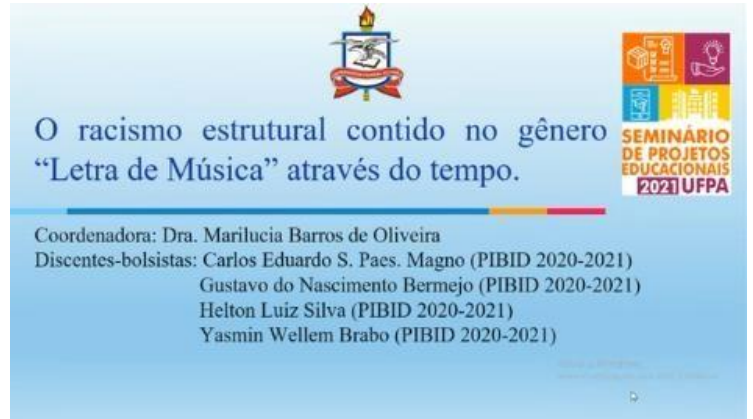 O racismo estrutural contido no gênero
“Letra de Música” através do tempo.
SEMINÁRIO
DE PROJETOS
EDUCACIONAIS
2021 UFPA
Coordenadora: Dra. Marilucia Barros de Oliveira
Discentes-bolsistas: Carlos Eduardo S. Paes. Magno (PIBID 2020-2021)
Gustavo do Nascimento Bermejo (PIBID 2020-2021)
Helton Luiz Silva (PIBID 2020-2021)
Yasmin Wellem Brabo (PIBID 2020-2021)